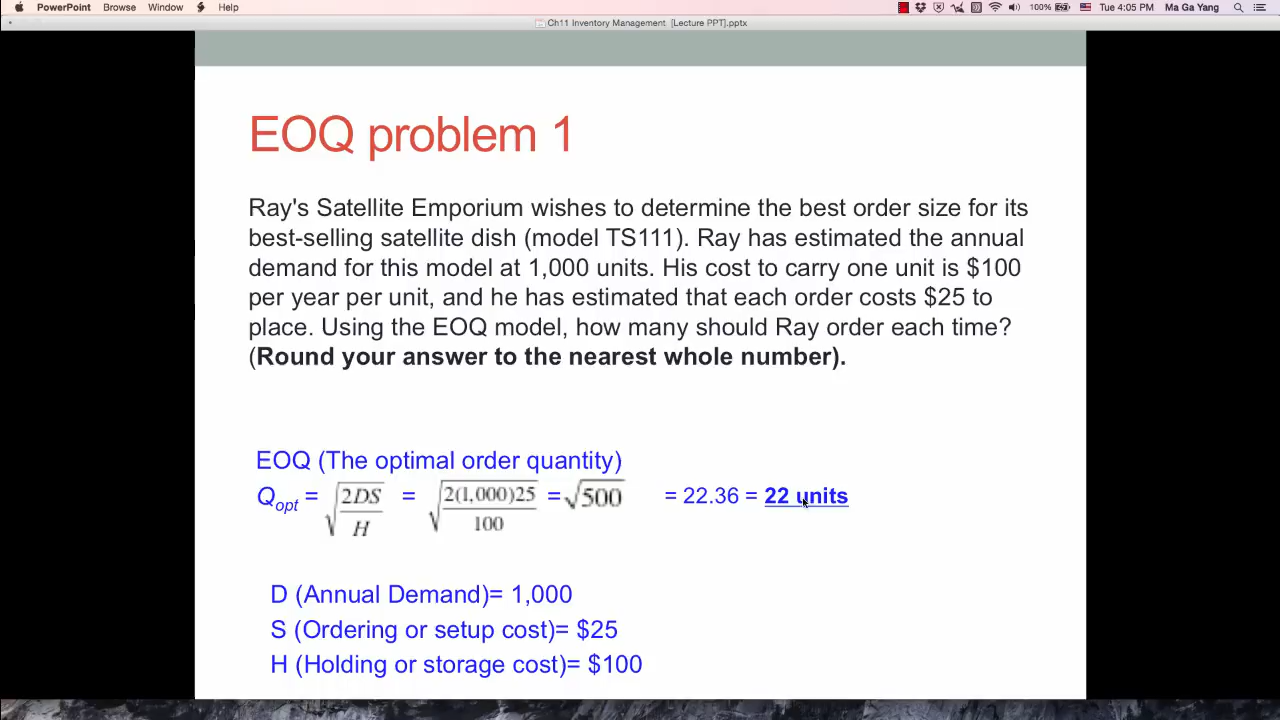 PowerPoint Browse Window Help 100% Tue 4:05 PM Ma Ga Yang
Ch11 Inventory Management [Lecture PPT].pptx
EOQ problem 1
Ray's Satellite Emporium wishes to determine the best order size for its
best-selling satellite dish (model TS111). Ray has estimated the annual
demand for this model at 1,000 units. His cost to carry one unit is $100
per year per unit, and he has estimated that each order costs $25 to
place. Using the EOQ model, how many should Ray order each time?
(Round your answer to the nearest whole number).
EOQ (The optimal order quantity)
Qopt = √(2DS/H) = √(2(1,000)25/100) = √500 = 22.36 = 22 units
D (Annual Demand)= 1,000
S (Ordering or setup cost)= $25
H (Holding or storage cost)= $100